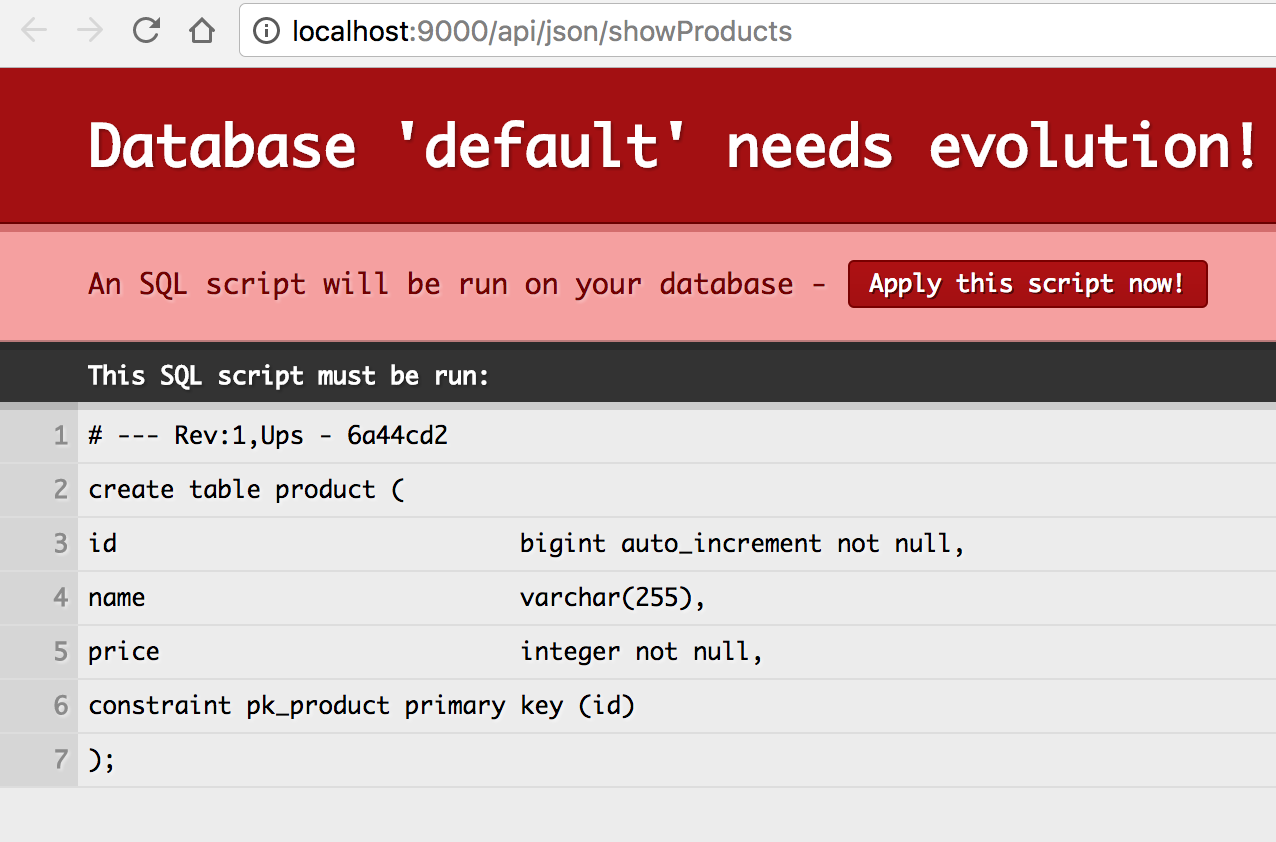 localhost:9000/api/json/showProducts
Database 'default' needs evolution!
An SQL script will be run on your database - Apply this script now!
This SQL script must be run:
1 # --- Rev:1,Ups - 6a44cd2
2 create table product (
3 id bigint auto_increment not null,
4 name varchar(255),
5 price integer not null,
6 constraint pk_product primary key (id)
7 );